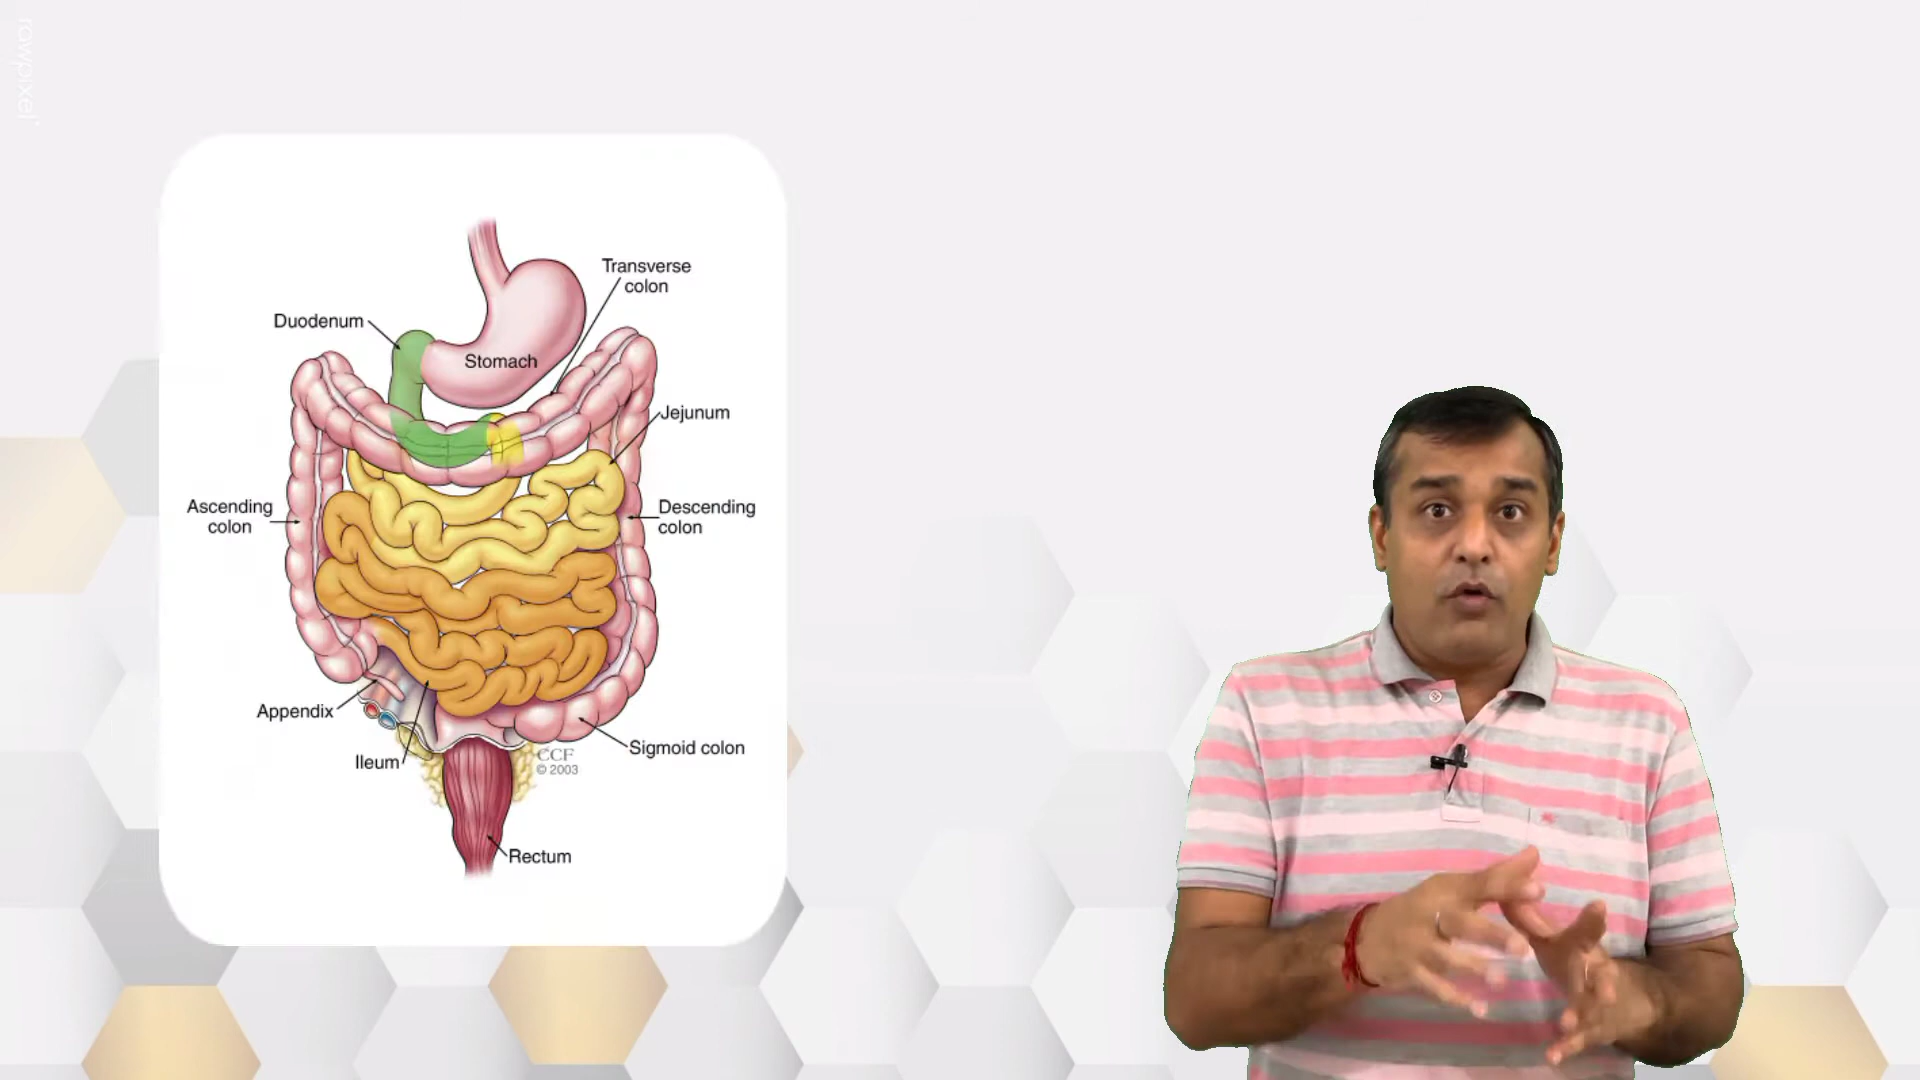 rawpixel
Transverse
colon
Duodenum
Stomach
Jejunum
Ascending
colon
Descending
colon
Appendix
Ileum
CCF
© 2003
Sigmoid colon
Rectum